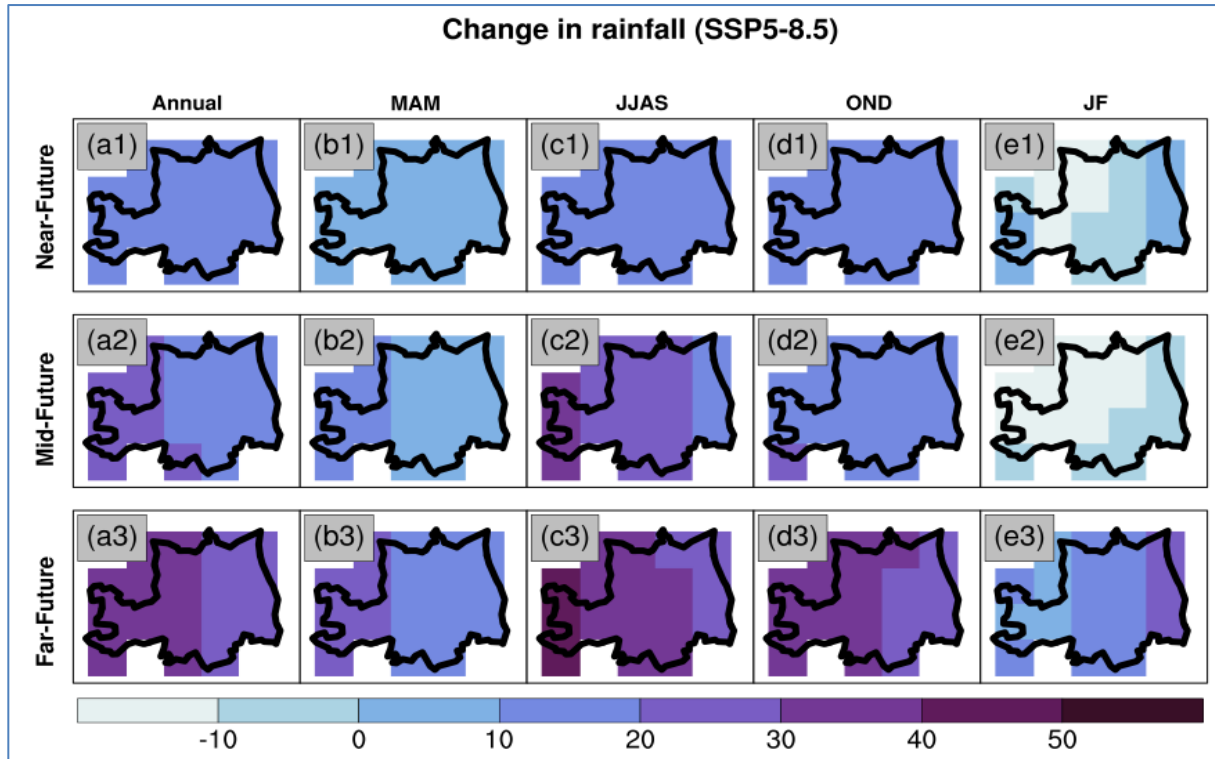 Change in rainfall (SSP5-8.5)
Annual MAM JJAS OND JF
Near-Future
(a1) (b1) (c1) (d1) (e1)
Mid-Future
(a2) (b2) (c2) (d2) (e2)
Far-Future
(a3) (b3) (c3) (d3) (e3)
-10 0 10 20 30 40 50